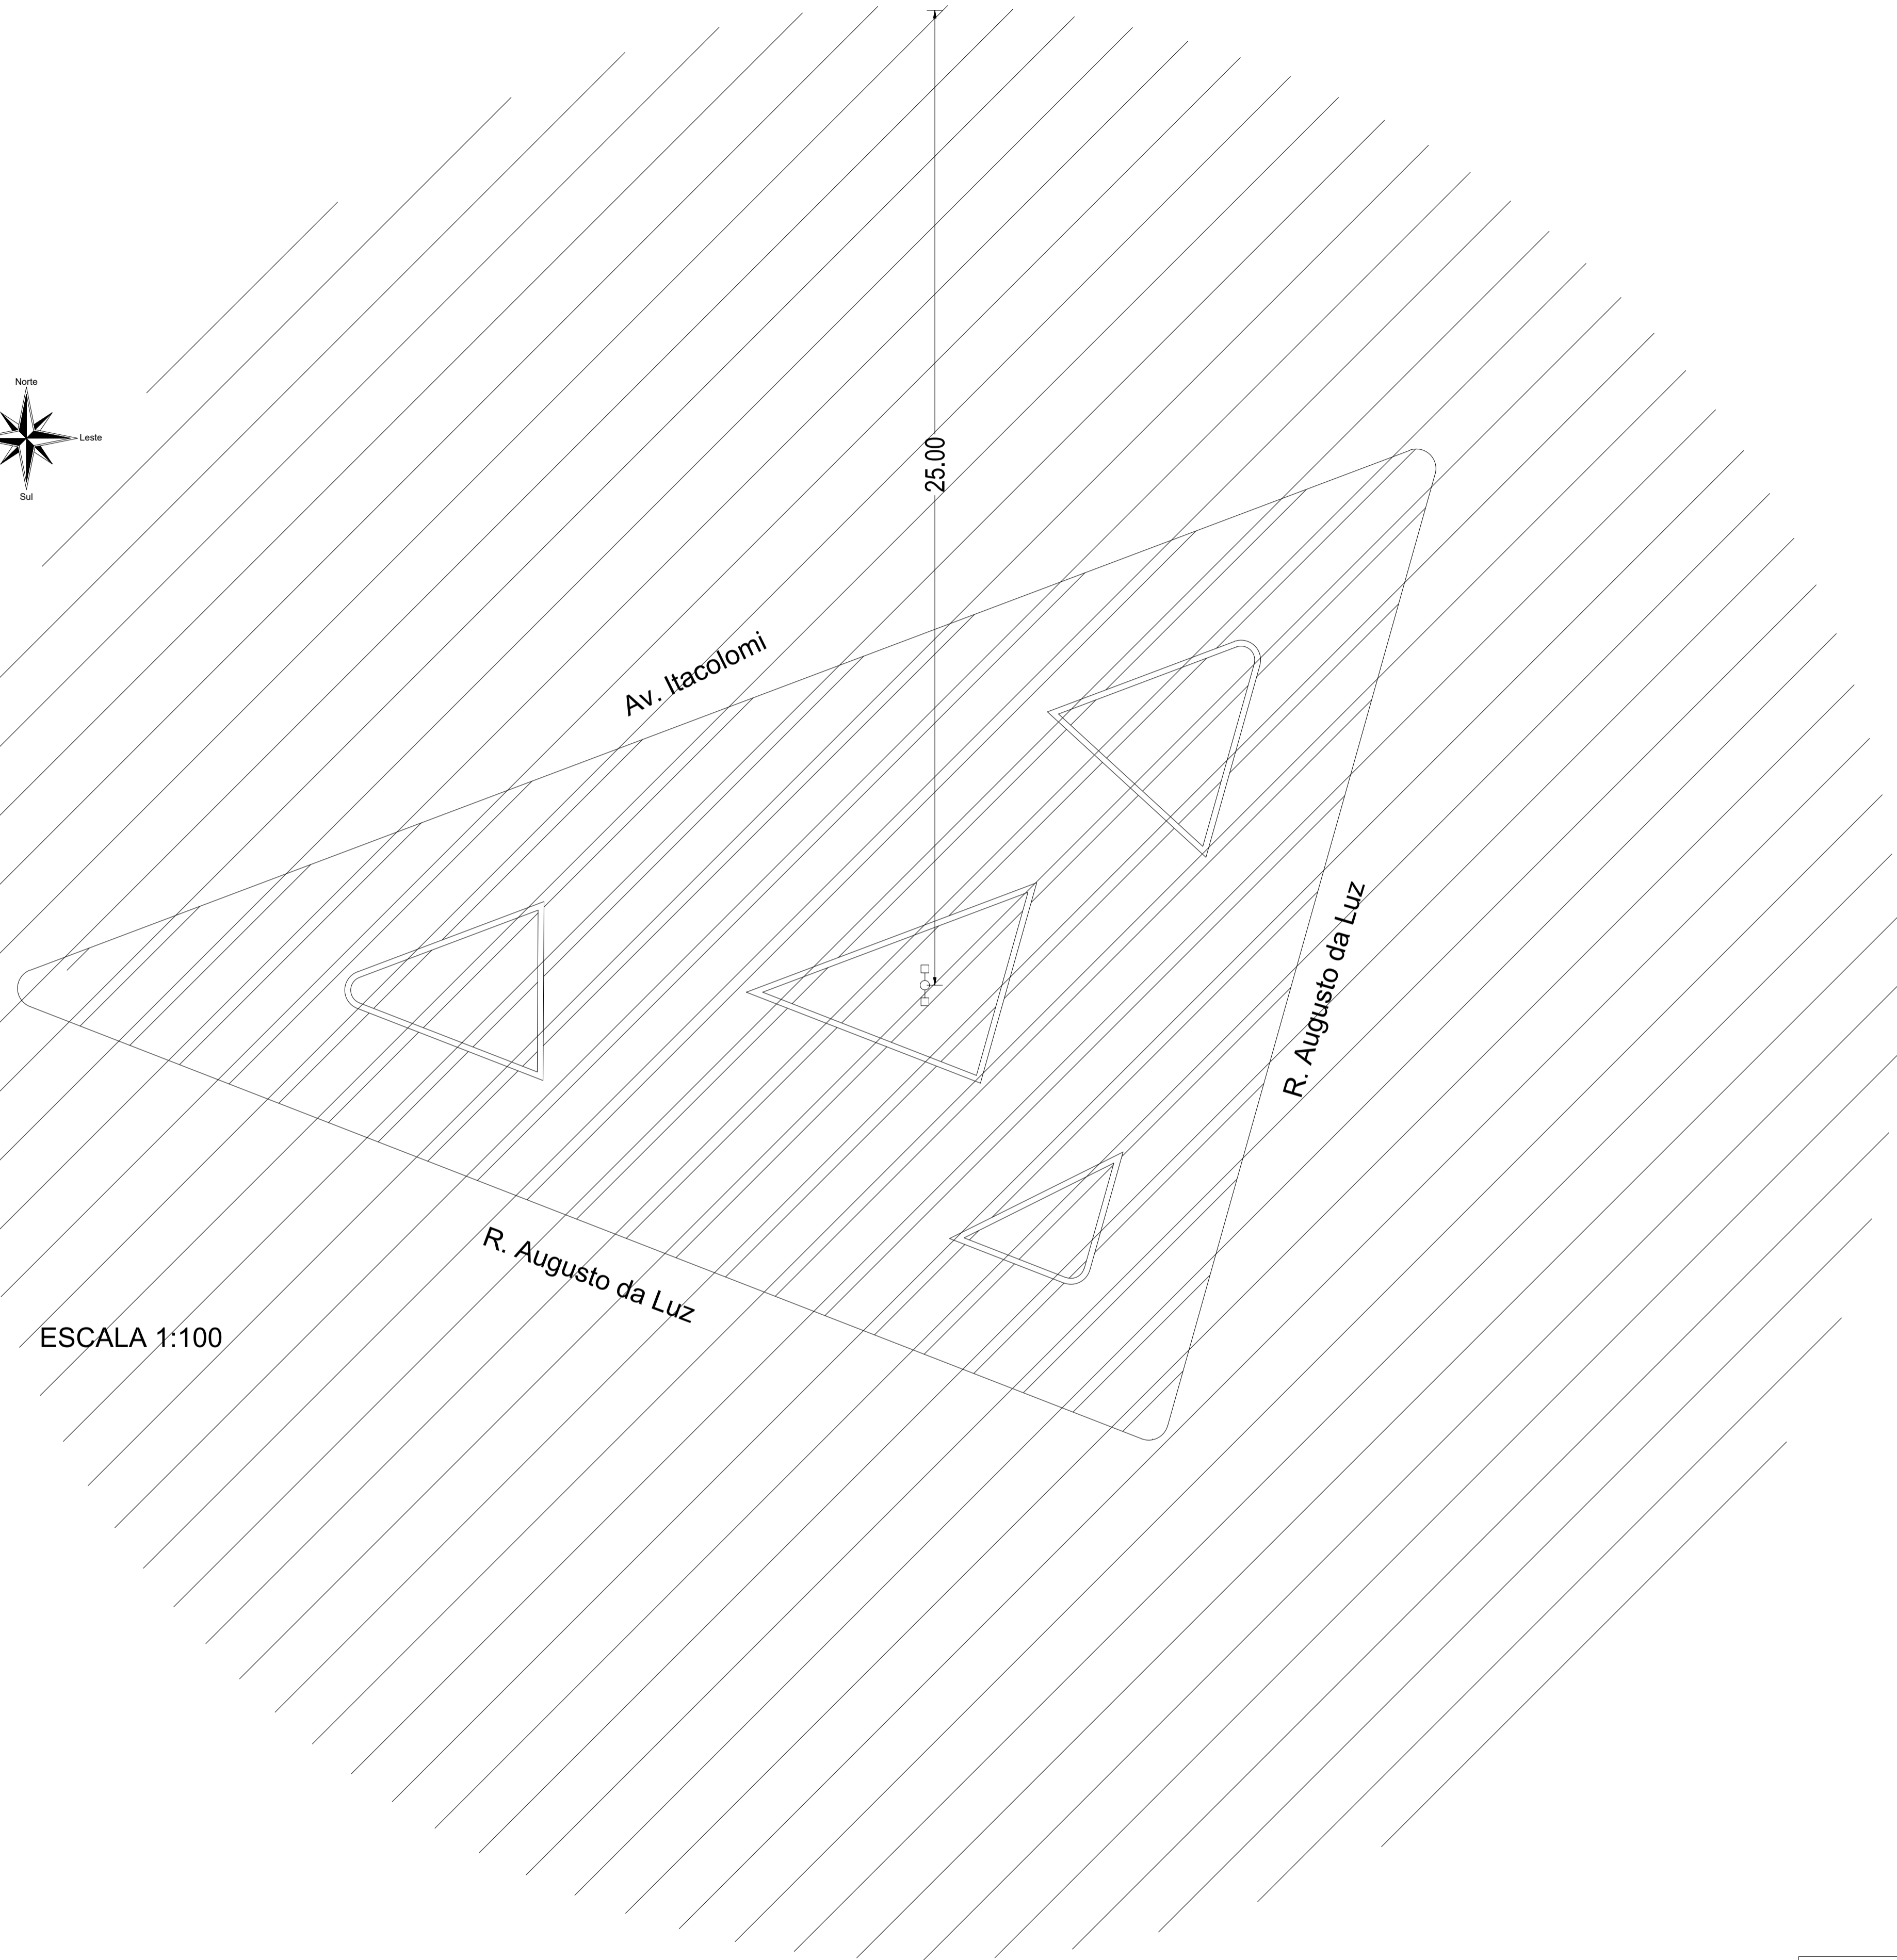 Norte
Leste
Sul
25.00
Av. Itacolomi
R. Augusto da Luz
R. Augusto da Luz
ESCALA 1:100